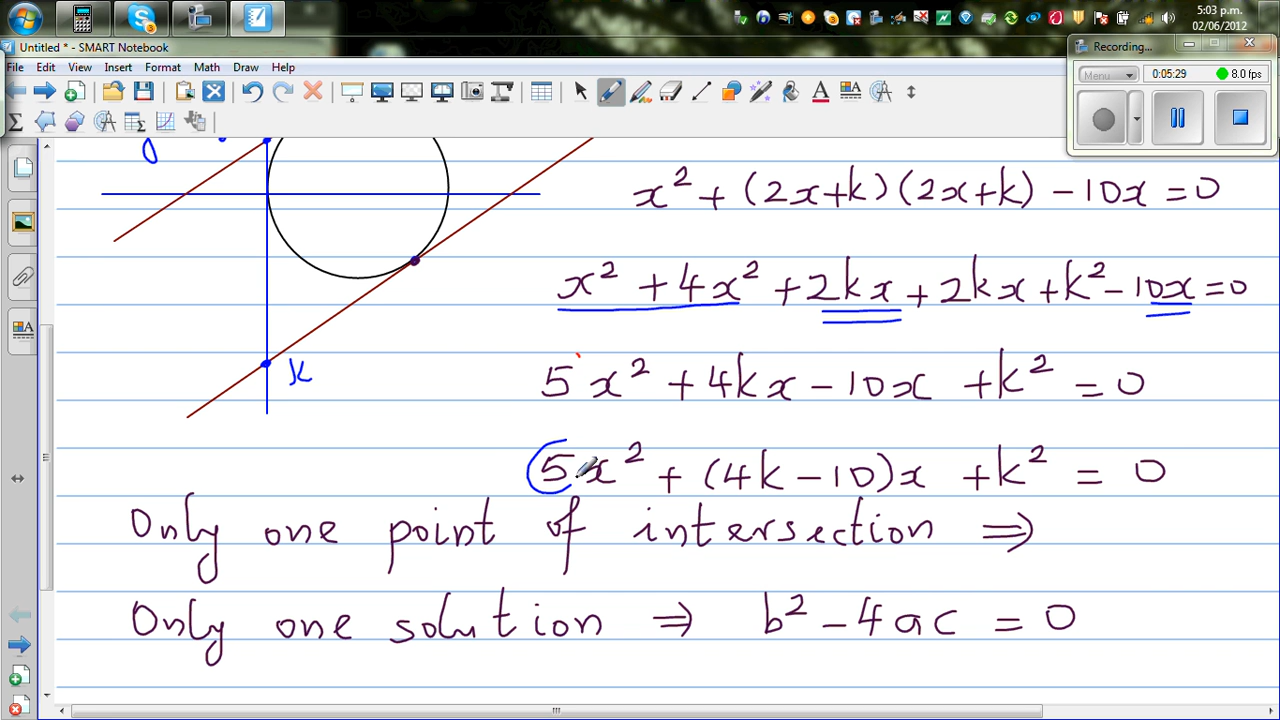 5:03 p.m.
02/06/2012
Untitled * - SMART Notebook
Recording...
File Edit View Insert Format Math Draw Help
Menu
0:05:29
8.0 fps
x² + (2x+k)(2x+k) - 10x = 0
x² + 4x² + 2kx + 2kx + k² - 10x = 0
k
5x² + 4kx - 10x + k² = 0
5x² + (4k - 10)x + k² = 0
Only one point of intersection ⇒
Only one solution ⇒ b² - 4ac = 0